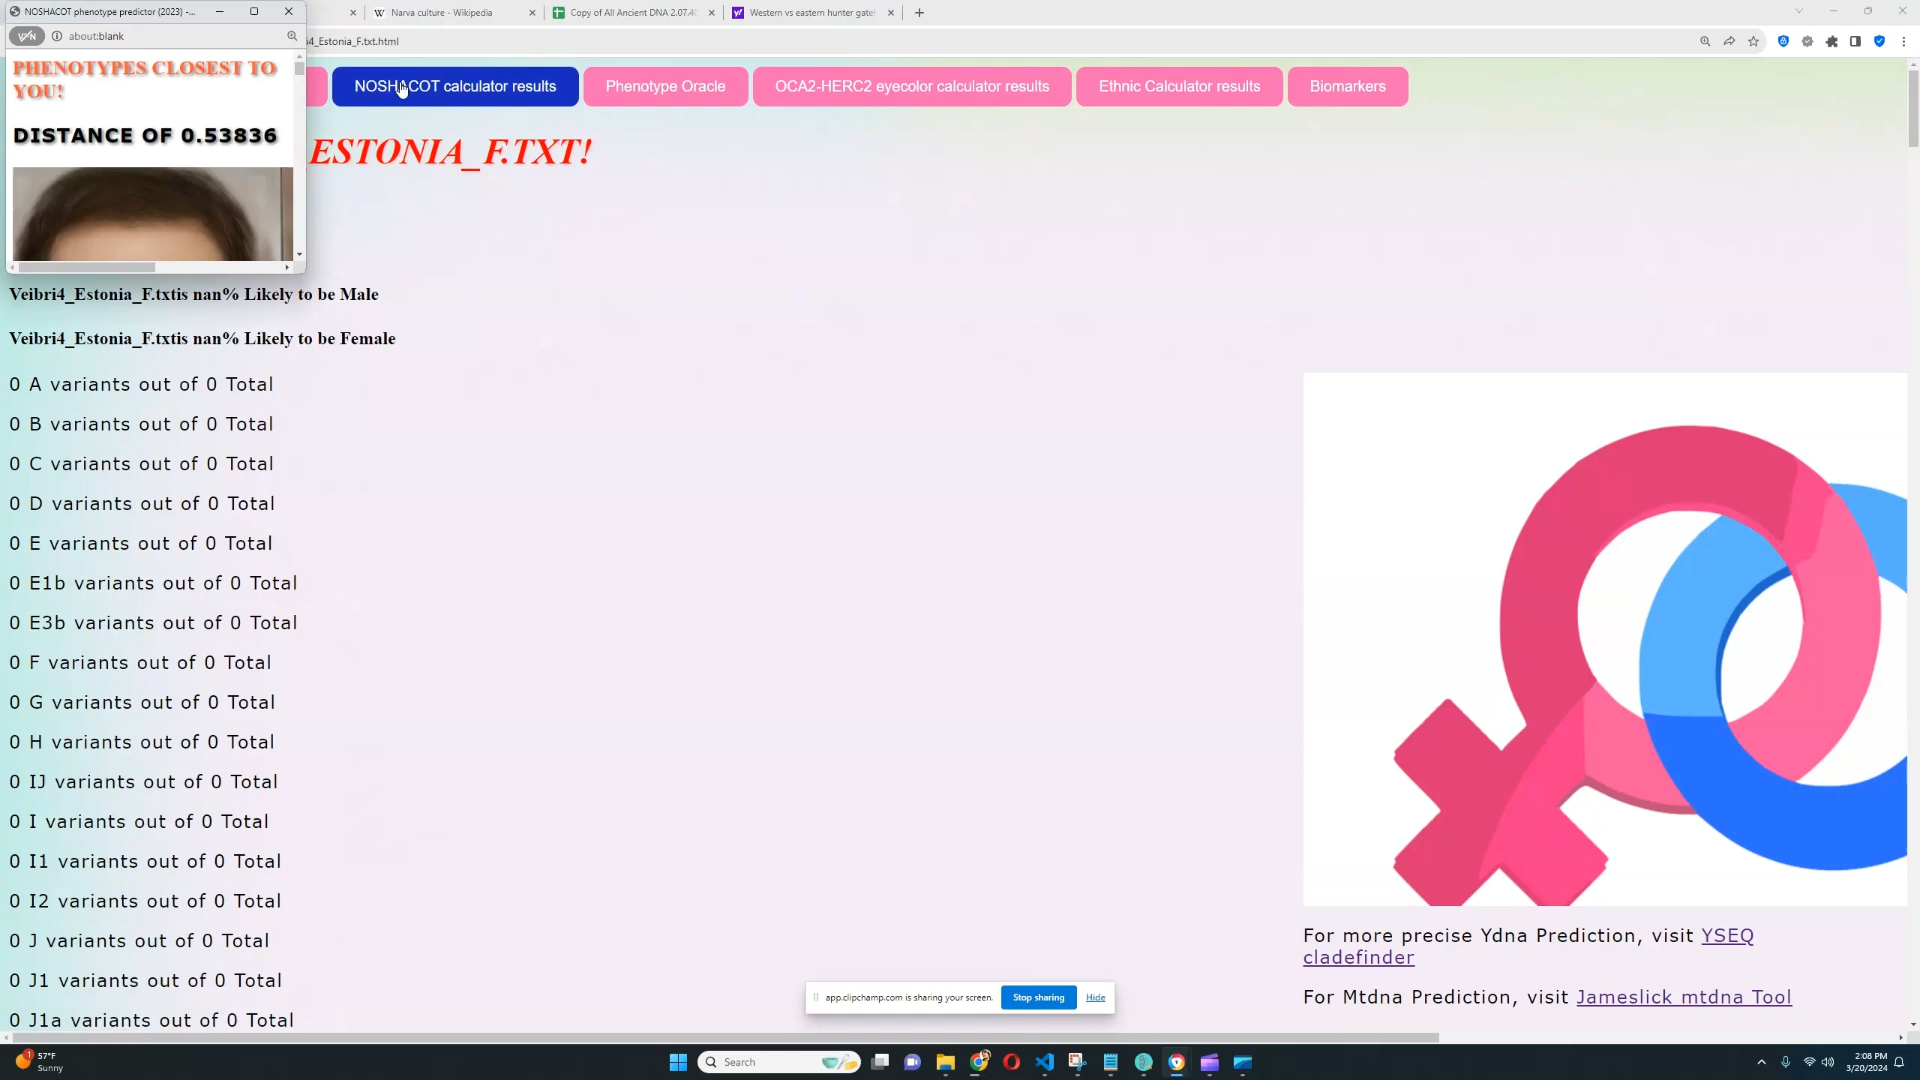 NOSHACOT phenotype predictor (2023) -...
VPN
about:blank
PHENOTYPES CLOSEST TO
YOU!
DISTANCE OF 0.53836
Narva culture - Wikipedia
Copy of All Ancient DNA 2.07.4
Western vs eastern hunter gath
i4_Estonia_F.txt.html
NOSHACOT calculator results
Phenotype Oracle
OCA2-HERC2 eyecolor calculator results
Ethnic Calculator results
Biomarkers
ESTONIA_F.TXT!
Veibri4_Estonia_F.txtis nan% Likely to be Male
Veibri4_Estonia_F.txtis nan% Likely to be Female
0 A variants out of 0 Total
0 B variants out of 0 Total
0 C variants out of 0 Total
0 D variants out of 0 Total
0 E variants out of 0 Total
0 E1b variants out of 0 Total
0 E3b variants out of 0 Total
0 F variants out of 0 Total
0 G variants out of 0 Total
0 H variants out of 0 Total
0 IJ variants out of 0 Total
0 I variants out of 0 Total
0 I1 variants out of 0 Total
0 I2 variants out of 0 Total
0 J variants out of 0 Total
0 J1 variants out of 0 Total
0 J1a variants out of 0 Total
For more precise Ydna Prediction, visit YSEQ
cladefinder
For Mtdna Prediction, visit Jameslick mtdna Tool
app.clipchamp.com is sharing your screen.
Stop sharing
Hide
1
57°F
Sunny
Search
2:08 PM
3/20/2024